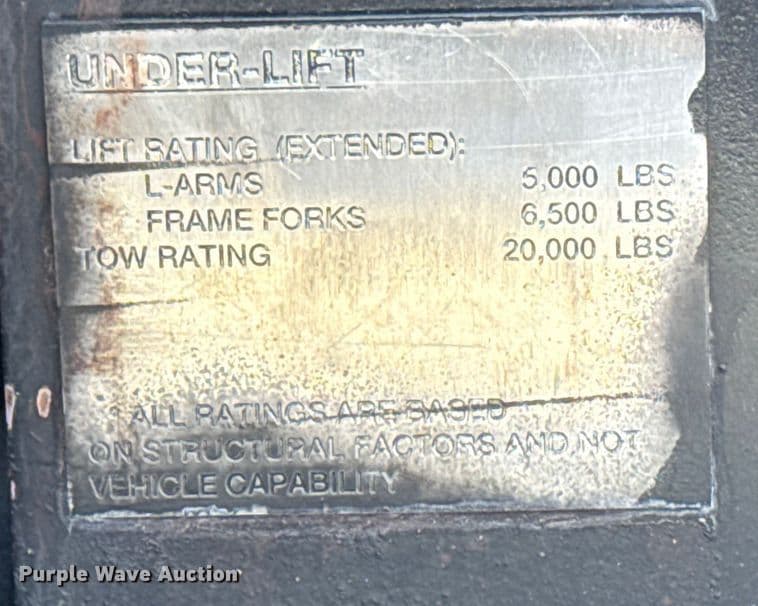 UNDER-LIFT
LIFT RATING (EXTENDED):
L-ARMS 5,000 LBS
FRAME FORKS 6,500 LBS
TOW RATING 20,000 LBS
ALL RATINGS ARE BASED
ON STRUCTURAL FACTORS AND NOT
VEHICLE CAPABILITY
Purple Wave Auction